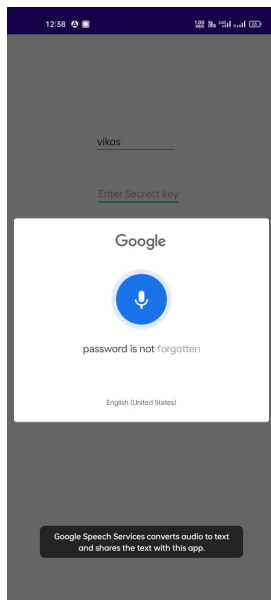 12:38
vikas
Enter Secrect key
Google
password is not forgotten
English (United States)
Google Speech Services converts audio to text
and shares the text with this app.